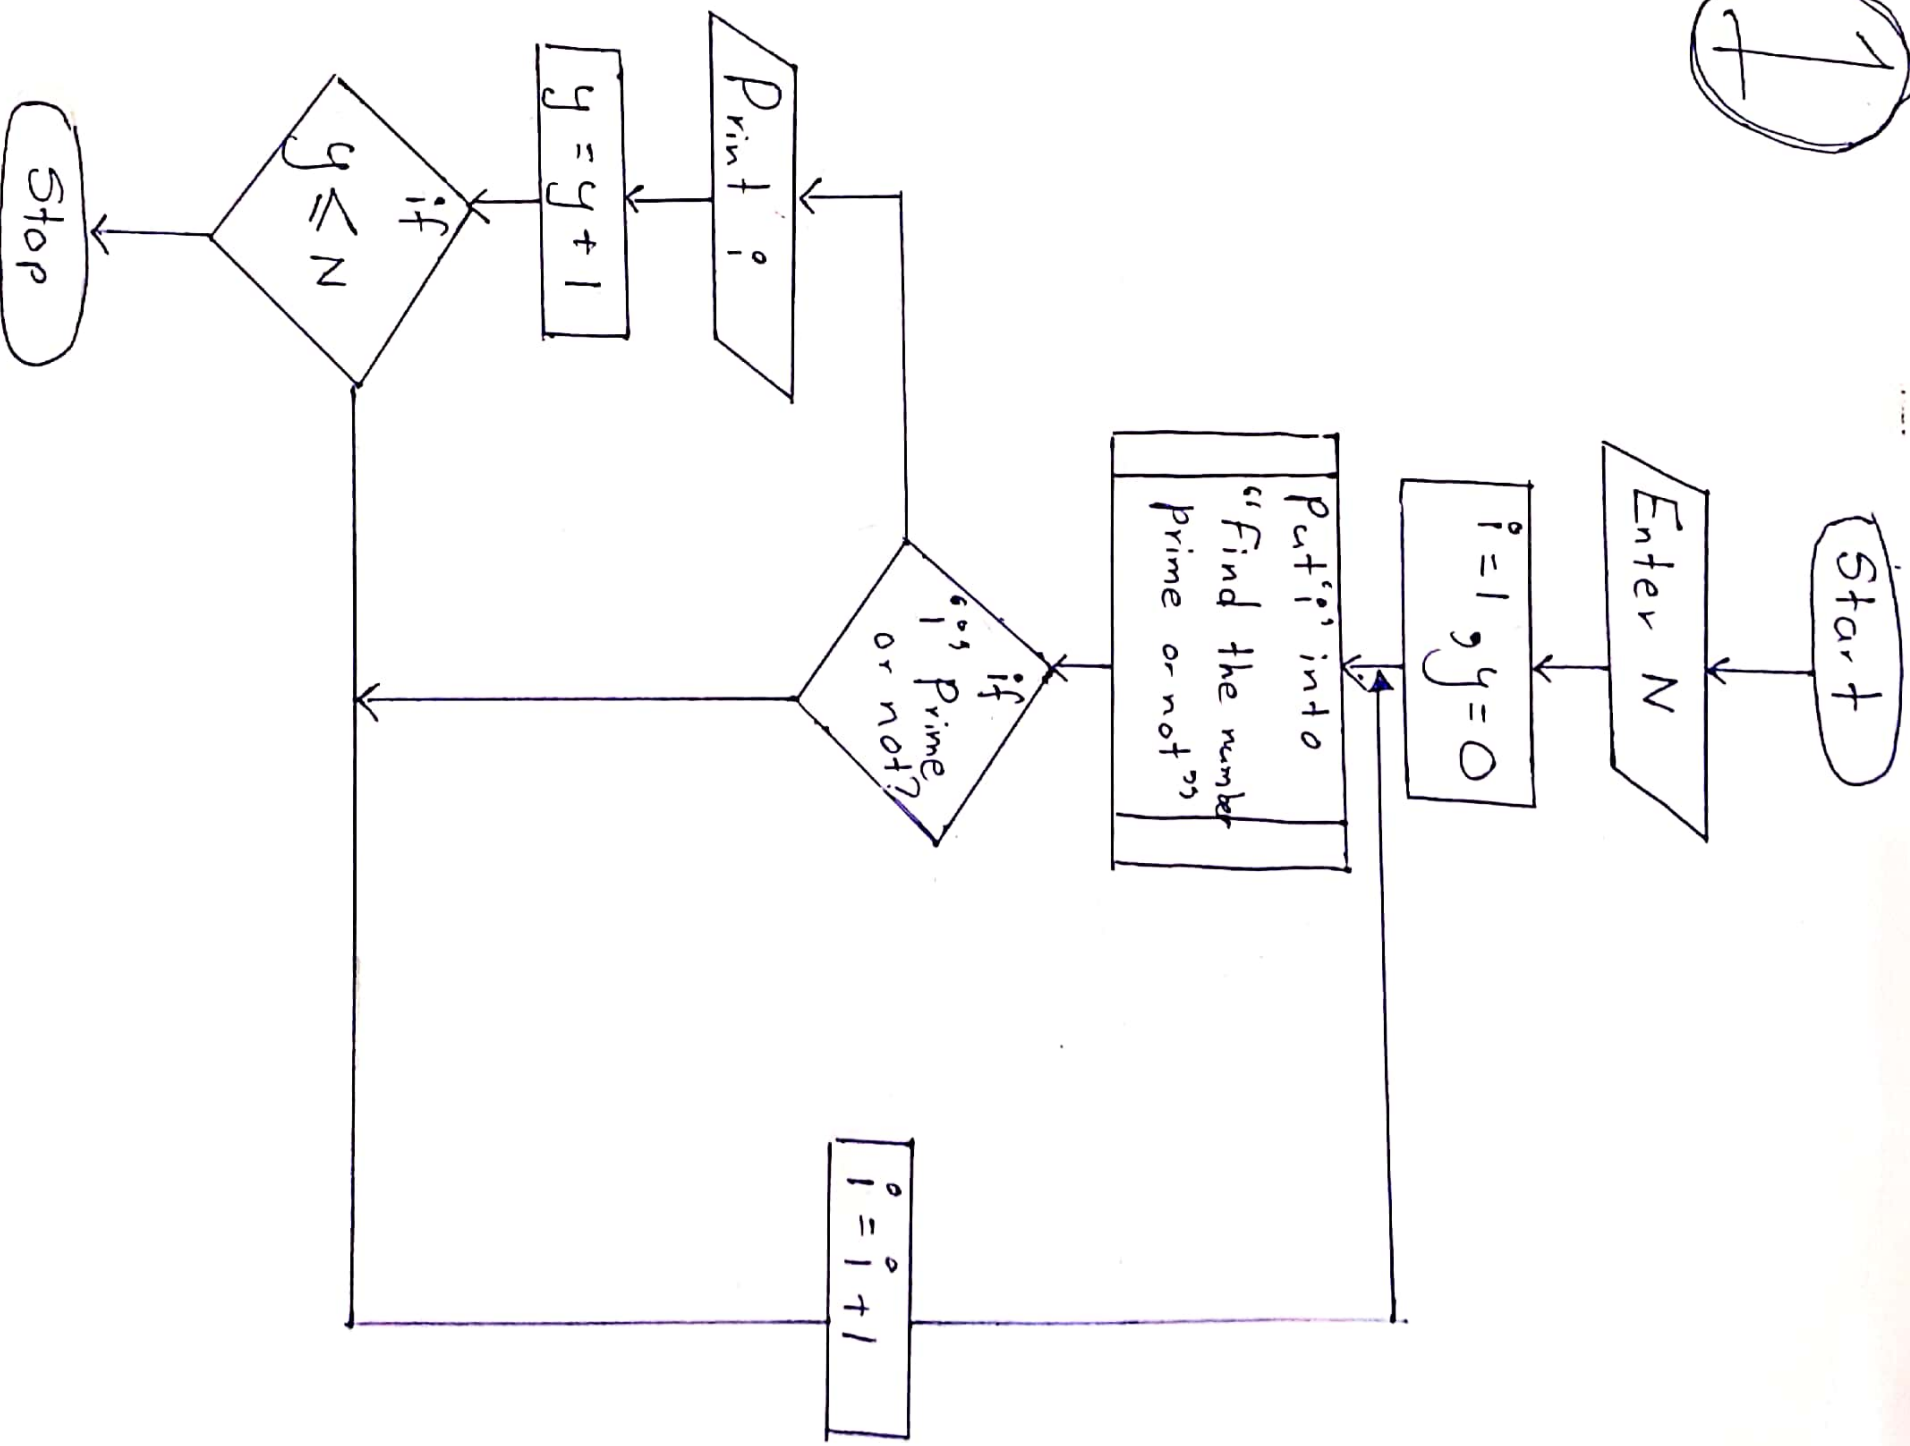 1
Start
Enter N
i = 1 , y = 0
Put "i" into
"Find the number
prime or not"
if
"i" Prime
or not?
Print i
y = y + 1
if
y ≤ N
i = i + 1
Stop